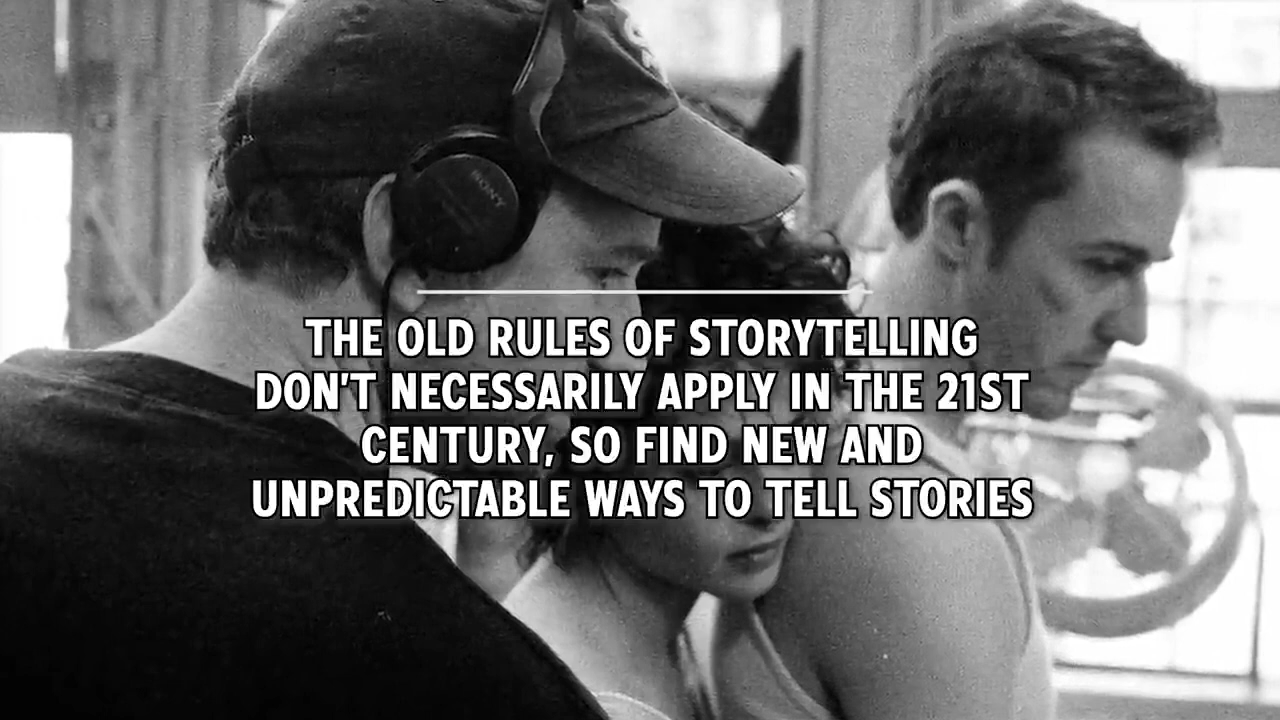 SONY
THE OLD RULES OF STORYTELLING
DON'T NECESSARILY APPLY IN THE 21ST
CENTURY, SO FIND NEW AND
UNPREDICTABLE WAYS TO TELL STORIES